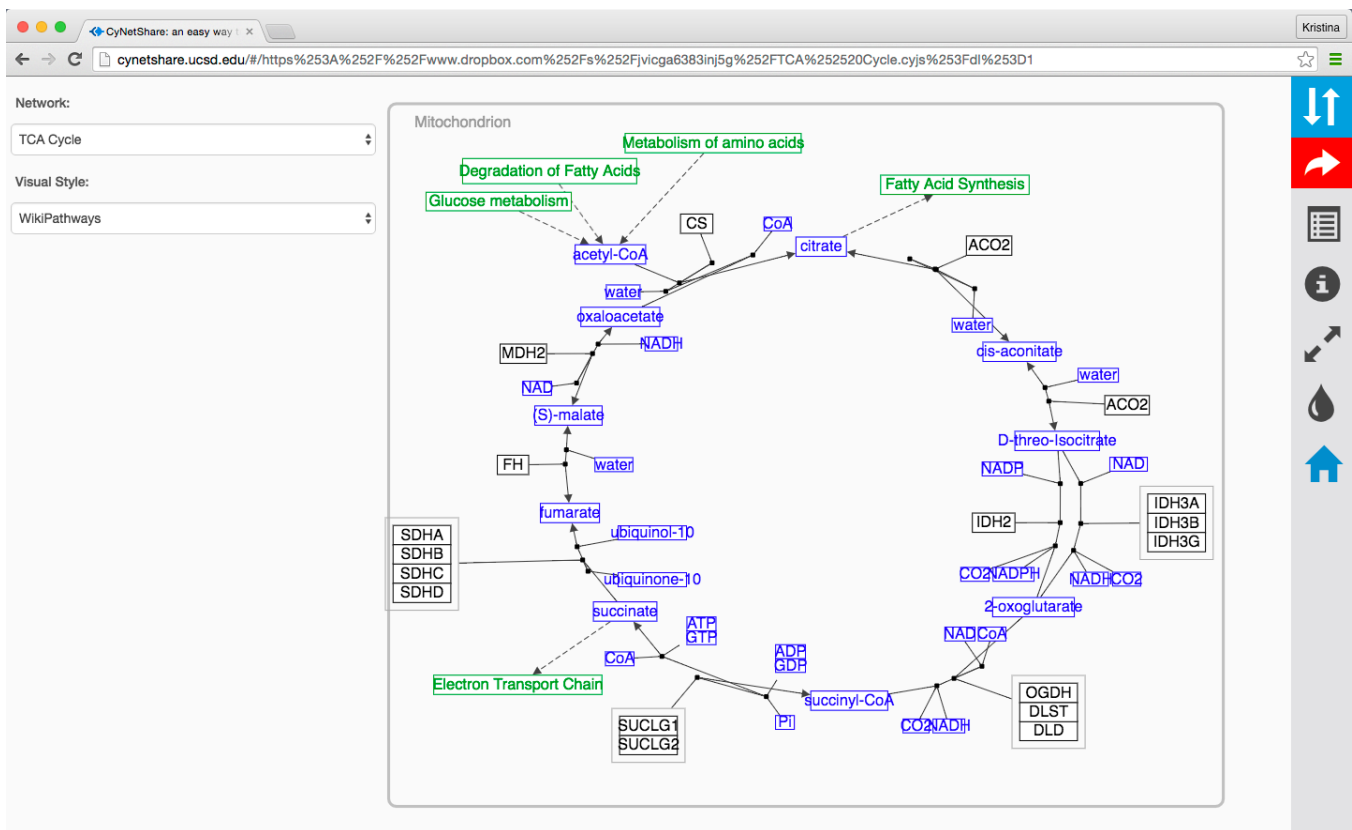 CyNetShare: an easy way t
Kristina
cynetshare.ucsd.edu/#/https%253A%252F%252Fwww.dropbox.com%252Fs%252Fjvicga6383inj5g%252FTCA%252520Cycle.cyjs%253Fdl%253D1
Network:
TCA Cycle
Visual Style:
WikiPathways
Mitochondrion
Metabolism of amino acids
Degradation of Fatty Acids
Fatty Acid Synthesis
Glucose metabolism
CS
CoA
citrate
ACO2
acetyl-CoA
water
oxaloacetate
water
NADH
MDH2
dis-aconitate
water
NAD
ACO2
(S)-malate
D-threo-Isocitrate
FH
water
NADP
NAD
fumarate
IDH3A
IDH3B
IDH3G
IDH2
SDHA
SDHB
SDHC
SDHD
ubiquinol-10
ubiquinone-10
CO2 NADPH
NADH CO2
succinate
2-oxoglutarate
ATP
GTP
NAD CoA
CoA
ADP
GDP
Electron Transport Chain
succinyl-CoA
OGDH
DLST
DLD
SUCLG1
SUCLG2
Pi
CO2 NADH